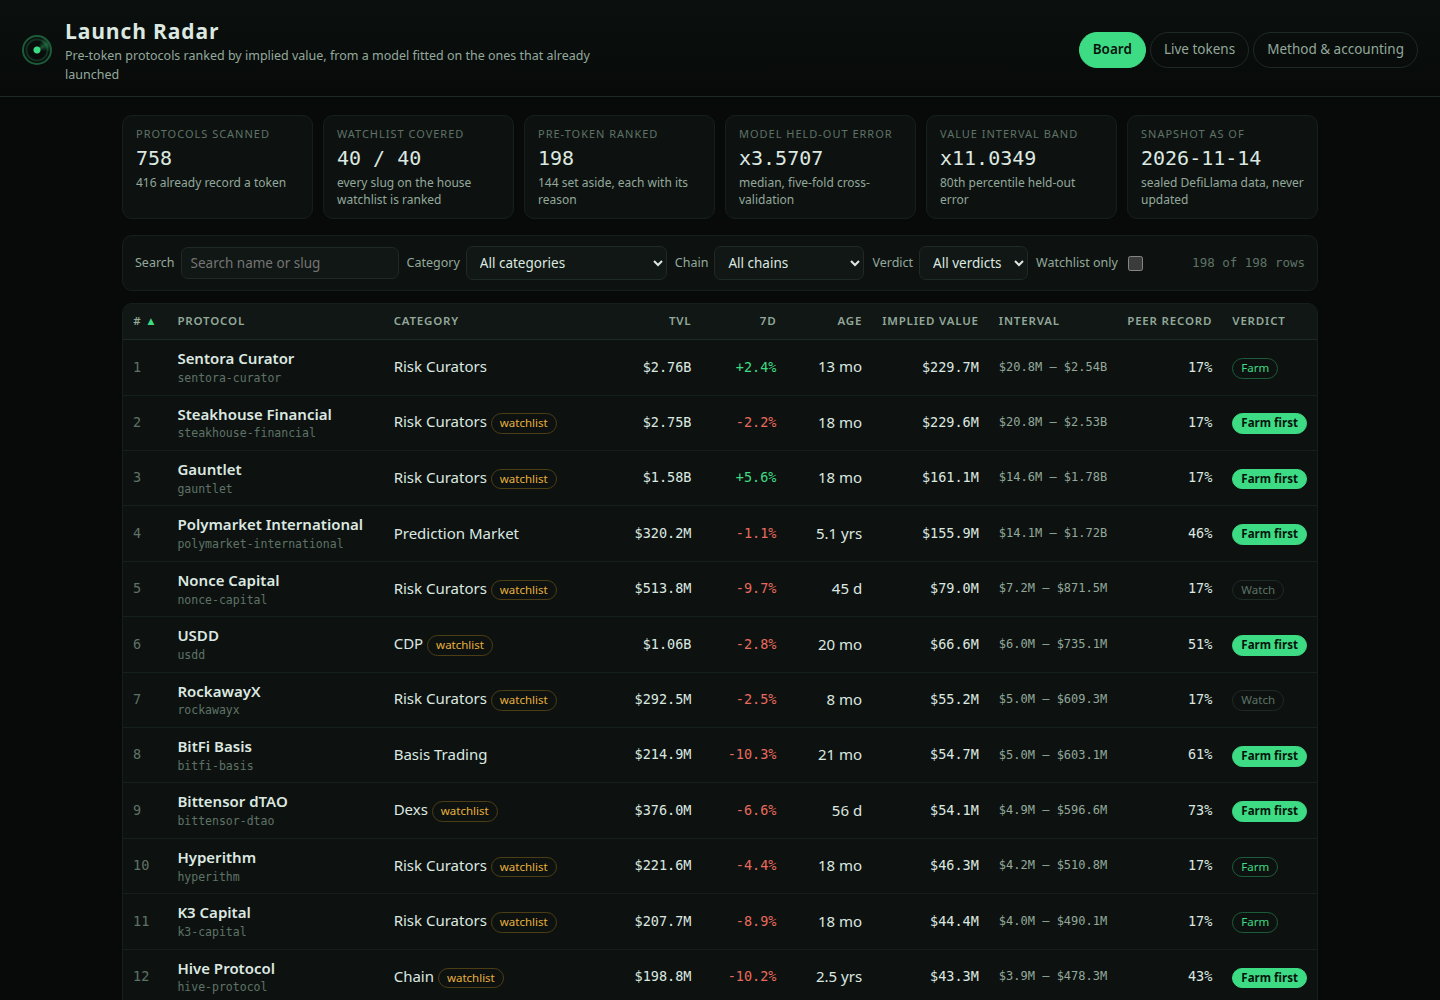 Launch Radar
Pre-token protocols ranked by implied value, from a model fitted on the ones that already
launched
Board
Live tokens
Method & accounting
PROTOCOLS SCANNED
758
416 already record a token
WATCHLIST COVERED
40 / 40
every slug on the house
watchlist is ranked
PRE-TOKEN RANKED
198
144 set aside, each with its
reason
MODEL HELD-OUT ERROR
x3.5707
median, five-fold cross-
validation
VALUE INTERVAL BAND
x11.0349
80th percentile held-out
error
SNAPSHOT AS OF
2026-11-14
sealed DefiLlama data, never
updated
Search Search name or slug Category All categories Chain All chains Verdict All verdicts Watchlist only 198 of 198 rows
# ▲ PROTOCOL CATEGORY TVL 7D AGE IMPLIED VALUE INTERVAL PEER RECORD VERDICT
1 Sentora Curator Risk Curators $2.76B +2.4% 13 mo $229.7M $20.8M — $2.54B 17% Farm
sentora-curator
2 Steakhouse Financial Risk Curators watchlist $2.75B -2.2% 18 mo $229.6M $20.8M — $2.53B 17% Farm first
steakhouse-financial
3 Gauntlet Risk Curators watchlist $1.58B +5.6% 18 mo $161.1M $14.6M — $1.78B 17% Farm first
gauntlet
4 Polymarket International Prediction Market $320.2M -1.1% 5.1 yrs $155.9M $14.1M — $1.72B 46% Farm first
polymarket-international
5 Nonce Capital Risk Curators watchlist $513.8M -9.7% 45 d $79.0M $7.2M — $871.5M 17% Watch
nonce-capital
6 USDD CDP watchlist $1.06B -2.8% 20 mo $66.6M $6.0M — $735.1M 51% Farm first
usdd
7 RockawayX Risk Curators watchlist $292.5M -2.5% 8 mo $55.2M $5.0M — $609.3M 17% Watch
rockawayx
8 BitFi Basis Basis Trading $214.9M -10.3% 21 mo $54.7M $5.0M — $603.1M 61% Farm first
bitfi-basis
9 Bittensor dTAO Dexs watchlist $376.0M -6.6% 56 d $54.1M $4.9M — $596.6M 73% Farm first
bittensor-dtao
10 Hyperithm Risk Curators watchlist $221.6M -4.4% 18 mo $46.3M $4.2M — $510.8M 17% Farm
hyperithm
11 K3 Capital Risk Curators watchlist $207.7M -8.9% 18 mo $44.4M $4.0M — $490.1M 17% Farm
k3-capital
12 Hive Protocol Chain watchlist $198.8M -10.2% 2.5 yrs $43.3M $3.9M — $478.3M 43% Farm first
hive-protocol